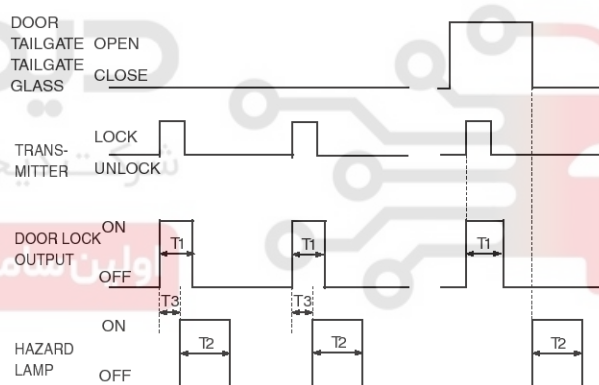 DOOR
TAILGATE OPEN
TAILGATE
GLASS CLOSE
TRANS-
MITTER
LOCK
UNLOCK
DOOR LOCK
OUTPUT
ON
OFF
T1 T1 T1
T3 T3
HAZARD
LAMP
ON
OFF
T2 T2 T2